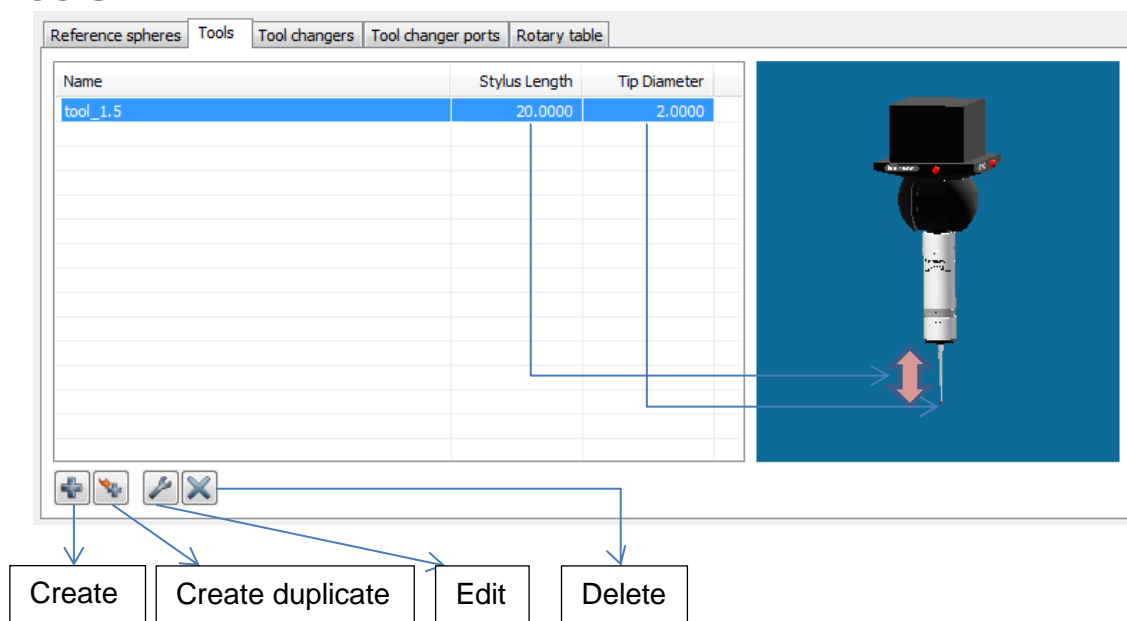 Reference spheres Tools Tool changers Tool changer ports Rotary table
Name Stylus Length Tip Diameter
tool_1.5 20.0000 2.0000
Create Create duplicate Edit Delete